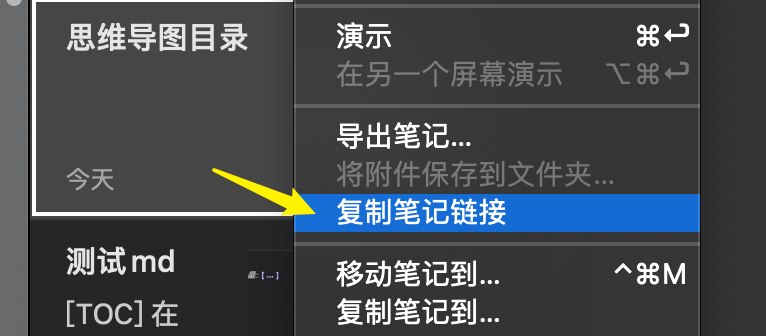 思维导图目录
今天
测试md
[TOC] 在
演示 ⌘↩
在另一个屏幕演示 ⌥⌘↩
导出笔记...
将附件保存到文件夹...
复制笔记链接
移动笔记到... ^⌘M
复制笔记到...